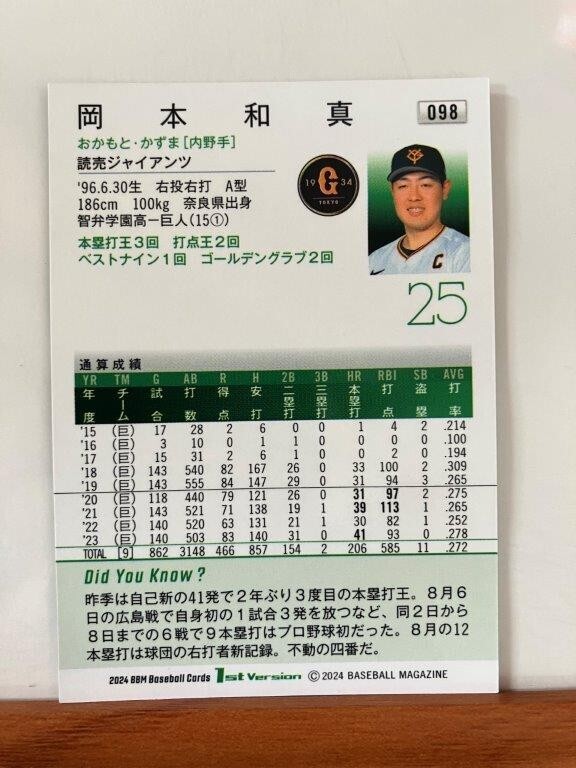 岡本和真
098
おかもと・かずま[内野手]
読売ジャイアンツ
'96.6.30生 右投右打 A型
186cm 100kg 奈良県出身
智弁学園高ー巨人(15①)
本塁打王3回 打点王2回
ベストナイン1回 ゴールデングラブ2回
19 G 34
TOKYO
C
25
通算成績
YR TM G AB R H 2B 3B HR RBI SB AVG
年度 チーム 試合 打数 得点 安打 二塁打 三塁打 本塁打 打点 盗塁 打率
'15 (巨) 17 28 2 6 0 0 1 4 2 .214
'16 (巨) 3 10 0 1 1 0 0 0 0 .100
'17 (巨) 15 31 2 6 2 0 0 0 2 .194
'18 (巨) 143 540 82 167 26 0 33 100 2 .309
'19 (巨) 143 555 84 147 29 0 31 94 3 .265
'20 (巨) 118 440 79 121 26 0 31 97 2 .275
'21 (巨) 143 521 71 138 19 1 39 113 1 .265
'22 (巨) 140 520 63 131 21 1 30 82 1 .252
'23 (巨) 140 503 83 140 31 0 41 93 0 .278
TOTAL [9] 862 3148 466 857 154 2 206 585 11 .272
Did You Know?
昨季は自己新の41発で2年ぶり3度目の本塁打王。8月6
日の広島戦で自身初の1試合3発を放つなど、同2日から
8日までの6戦で9本塁打はプロ野球初だった。8月の12
本塁打は球団の右打者新記録。不動の四番だ。
2024 BBM Baseball Cards 1st Version ©2024 BASEBALL MAGAZINE